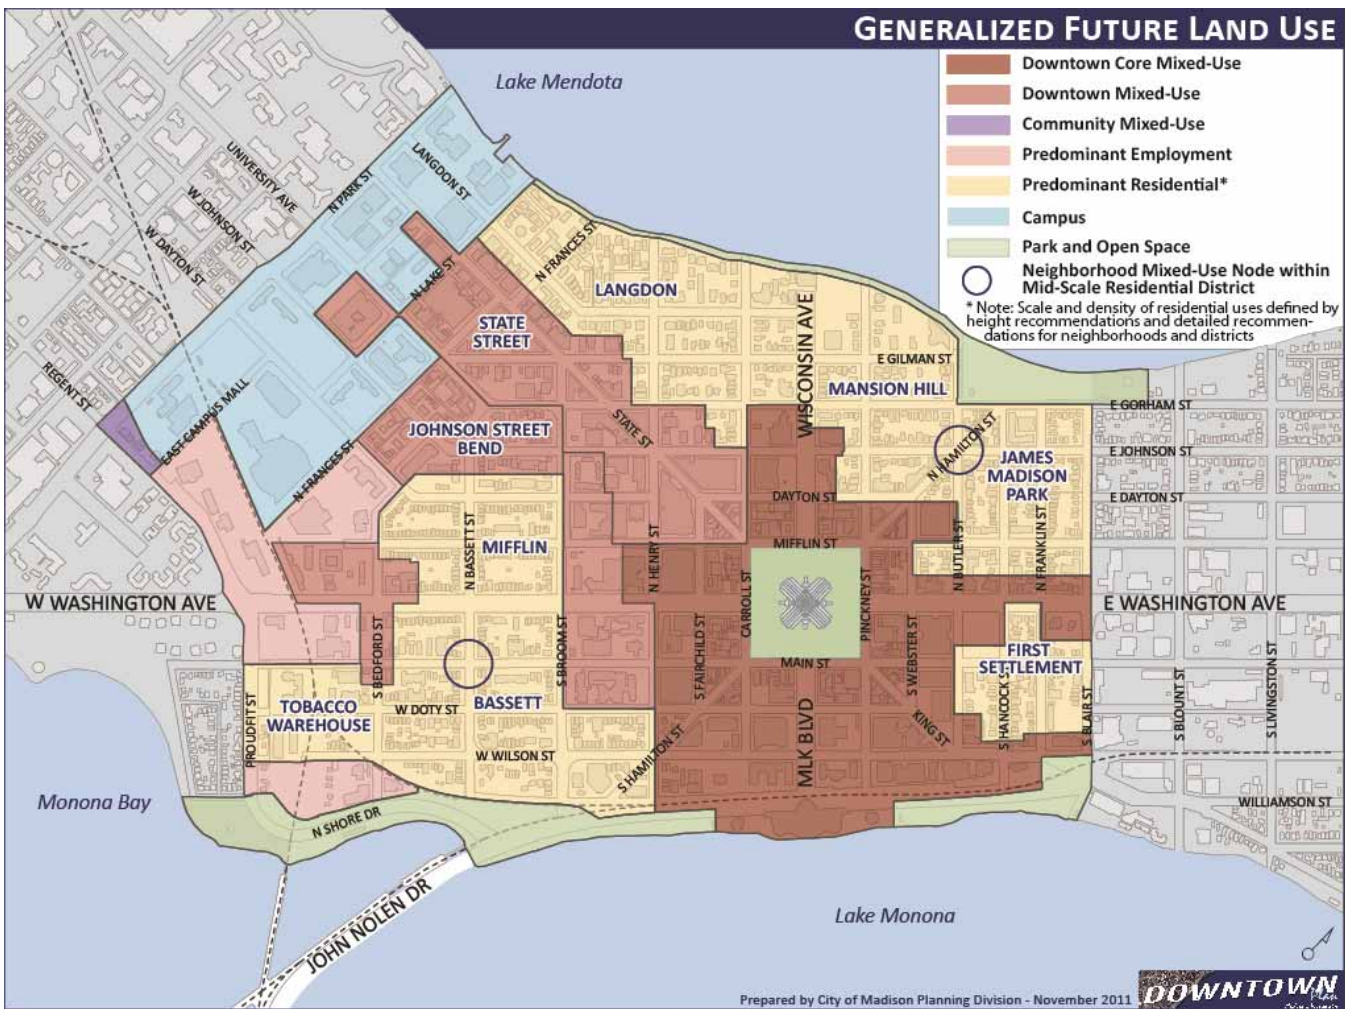 GENERALIZED FUTURE LAND USE
Downtown Core Mixed-Use
Downtown Mixed-Use
Community Mixed-Use
Predominant Employment
Predominant Residential*
Campus
Park and Open Space
Neighborhood Mixed-Use Node within
Mid-Scale Residential District
* Note: Scale and density of residential uses defined by
height recommendations and detailed recommen-
dations for neighborhoods and districts
Lake Mendota
UNIVERSITY AVE
W JOHNSON ST
W DAYTON ST
N PARK ST
LANGDON ST
N LAKE ST
N FRANCES ST
LANGDON
STATE
STREET
WISCONSIN AVE
E GILMAN ST
MANSION HILL
REGENT ST
EAST CAMPUS MALL
N FRANCES ST
JOHNSON STREET
BEND
STATE ST
N HAMILTON ST
JAMES
MADISON
PARK
E GORHAM ST
E JOHNSON ST
E DAYTON ST
DAYTON ST
N BASSETT ST
MIFFLIN
N HENRY ST
MIFFLIN ST
N BUTLER ST
N FRANKLIN ST
W WASHINGTON AVE
E WASHINGTON AVE
CARROLL ST
PINCKNEY ST
S BEDFORD ST
S BROOM ST
S FAIRCHILD ST
MAIN ST
S WEBSTER ST
FIRST
SETTLEMENT
S HANCOCK S
S BLAIR ST
S BLOUNT ST
S LIVINGSTON ST
PROUDFIT ST
TOBACCO
WAREHOUSE
W DOTY ST
BASSETT
W WILSON ST
S HAMILTON ST
MLK BLVD
KING ST
WILLIAMSON ST
Monona Bay
N SHORE DR
JOHN NOLEN DR
Lake Monona
Prepared by City of Madison Planning Division - November 2011
DOWNTOWN
Plan